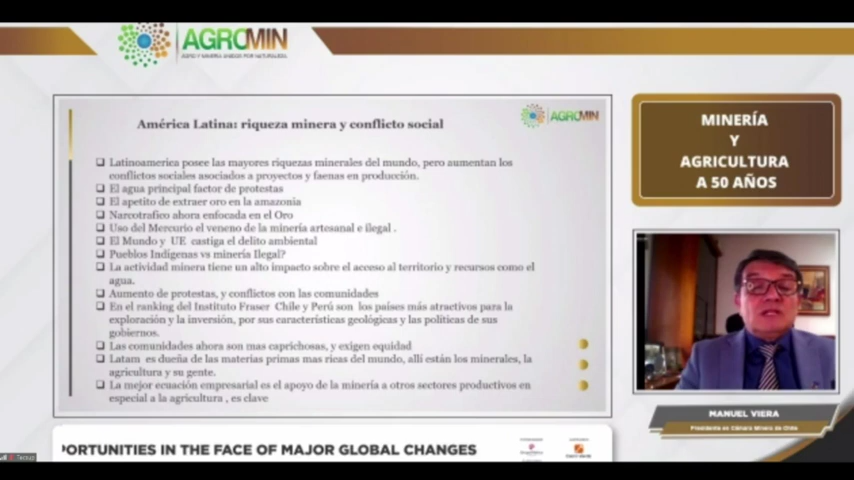 AGROMIN
AGRO Y MINERÍA UNIDOS POR NATURALEZA
AGROMIN
América Latina: riqueza minera y conflicto social
Latinoamerica posee las mayores riquezas minerales del mundo, pero aumentan los
conflictos sociales asociados a proyectos y faenas en producción.
El agua principal factor de protestas
El apetito de extraer oro en la amazonia
Narcotrafico ahora enfocada en el Oro
Uso del Mercurio el veneno de la minería artesanal e ilegal .
El Mundo y UE castiga el delito ambiental
Pueblos Indígenas vs minería Ilegal?
La actividad minera tiene un alto impacto sobre el acceso al territorio y recursos como el
agua.
Aumento de protestas, y conflictos con las comunidades
En el ranking del Instituto Fraser Chile y Perú son los países más atractivos para la
exploración y la inversión, por sus características geológicas y las políticas de sus
gobiernos.
Las comunidades ahora son mas caprichosas, y exigen equidad
Latam es dueña de las materias primas mas ricas del mundo, allí están los minerales, la
agricultura y su gente.
La mejor ecuación empresarial es el apoyo de la minería a otros sectores productivos en
especial a la agricultura , es clave
MINERÍA
Y
AGRICULTURA
A 50 AÑOS
MANUEL VIERA
Presidente en Cámara Minera de Chile
PORTUNITIES IN THE FACE OF MAJOR GLOBAL CHANGES
Tecsup